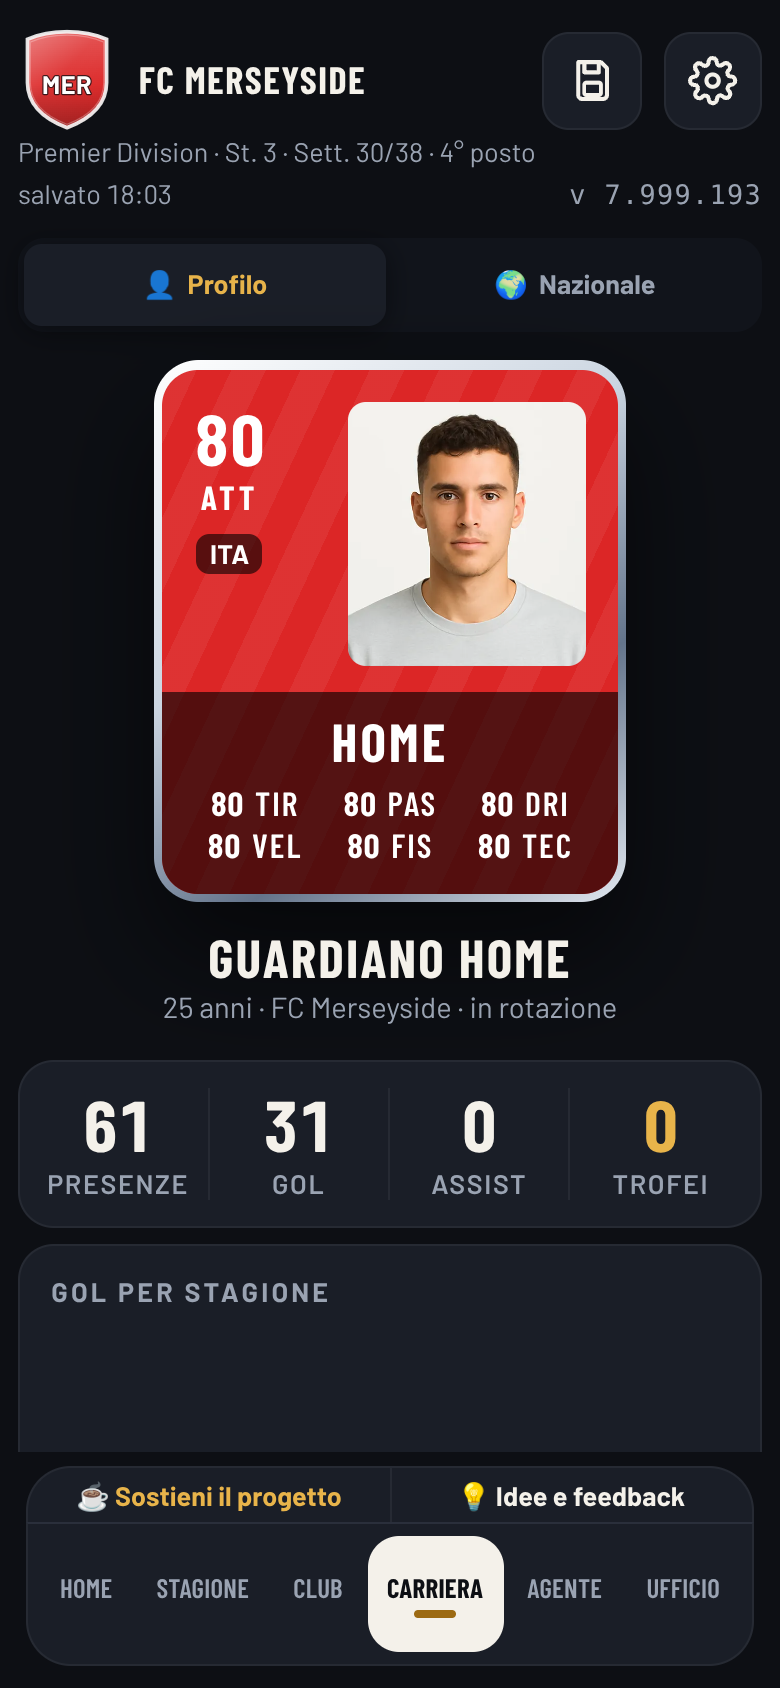 MER
FC MERSEYSIDE
Premier Division · St. 3 · Sett. 30/38 · 4° posto
salvato 18:03
v 7.999.193
Profilo
Nazionale
80
ATT
ITA
HOME
80 TIR 80 PAS 80 DRI
80 VEL 80 FIS 80 TEC
GUARDIANO HOME
25 anni · FC Merseyside · in rotazione
61 31 0 0
PRESENZE GOL ASSIST TROFEI
GOL PER STAGIONE
Sostieni il progetto
Idee e feedback
HOME STAGIONE CLUB CARRIERA AGENTE UFFICIO